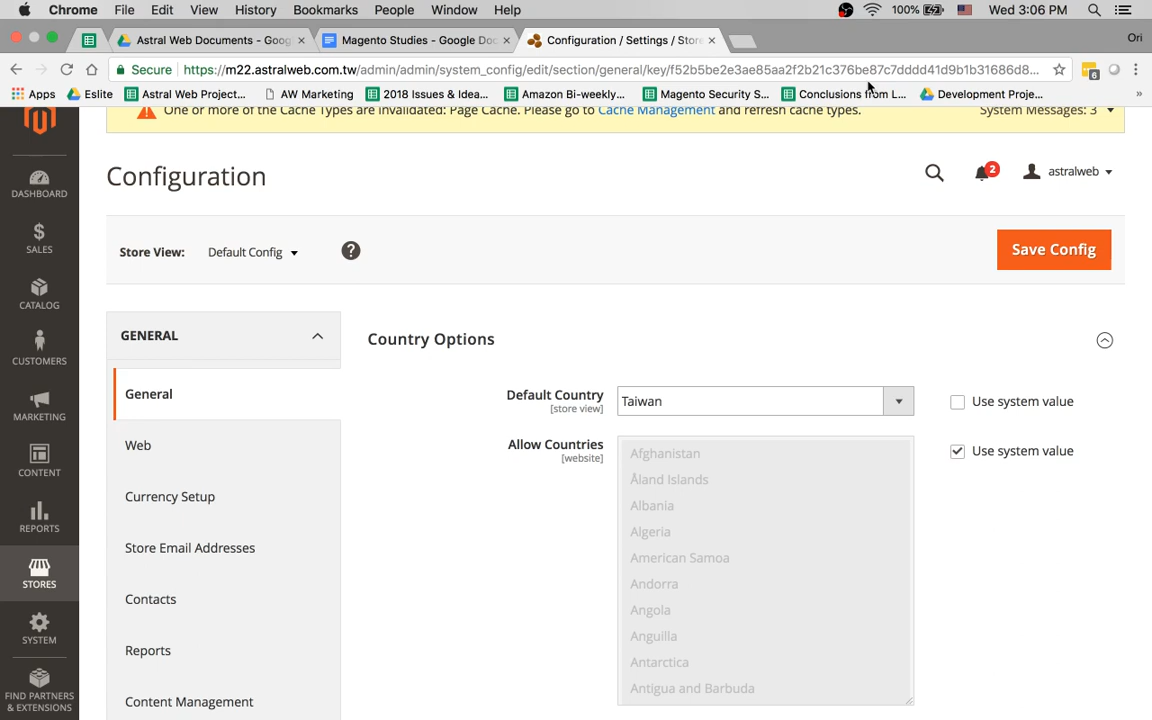 Chrome File Edit View History Bookmarks People Window Help 100% Wed 3:06 PM
Astral Web Documents - Goog Magento Studies - Google Doc Configuration / Settings / Store Ori
Secure https://m22.astralweb.com.tw/admin/admin/system_config/edit/section/general/key/f52b5be2e3ae85aa2f2b21c376be87c7dddd41d9b1b31686d8... 6
Apps Eslite Astral Web Project... AW Marketing 2018 Issues & Idea... Amazon Bi-weekly... Magento Security S... Conclusions from L... Development Proje... »
One or more of the Cache Types are invalidated: Page Cache. Please go to Cache Management and refresh cache types. System Messages: 3
Configuration
2 astralweb
Store View: Default Config ? Save Config
DASHBOARD
$
SALES
CATALOG
CUSTOMERS
MARKETING
CONTENT
REPORTS
STORES
SYSTEM
FIND PARTNERS
& EXTENSIONS
GENERAL
General
Web
Currency Setup
Store Email Addresses
Contacts
Reports
Content Management
Country Options
Default Country Taiwan Use system value
[store view]
Allow Countries Use system value
[website]
Afghanistan
Åland Islands
Albania
Algeria
American Samoa
Andorra
Angola
Anguilla
Antarctica
Antigua and Barbuda